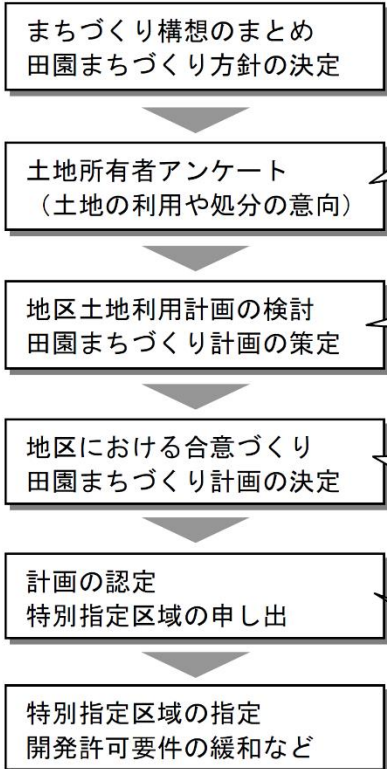 まちづくり構想のまとめ
田園まちづくり方針の決定
土地所有者アンケート
（土地の利用や処分の意向）
地区土地利用計画の検討
田園まちづくり計画の策定
地区における合意づくり
田園まちづくり計画の決定
計画の認定
特別指定区域の申し出
特別指定区域の指定
開発許可要件の緩和など